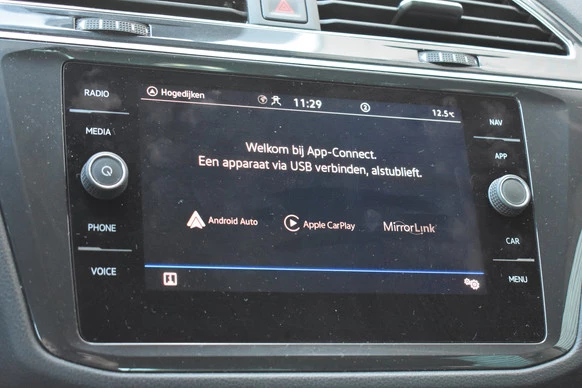 RADIO
MEDIA
PHONE
VOICE
Hogedijken
11:29
2
12.5°C
Welkom bij App-Connect.
Een apparaat via USB verbinden, alstublieft.
Android Auto
Apple CarPlay
MirrorLink
NAV
APP
CAR
MENU